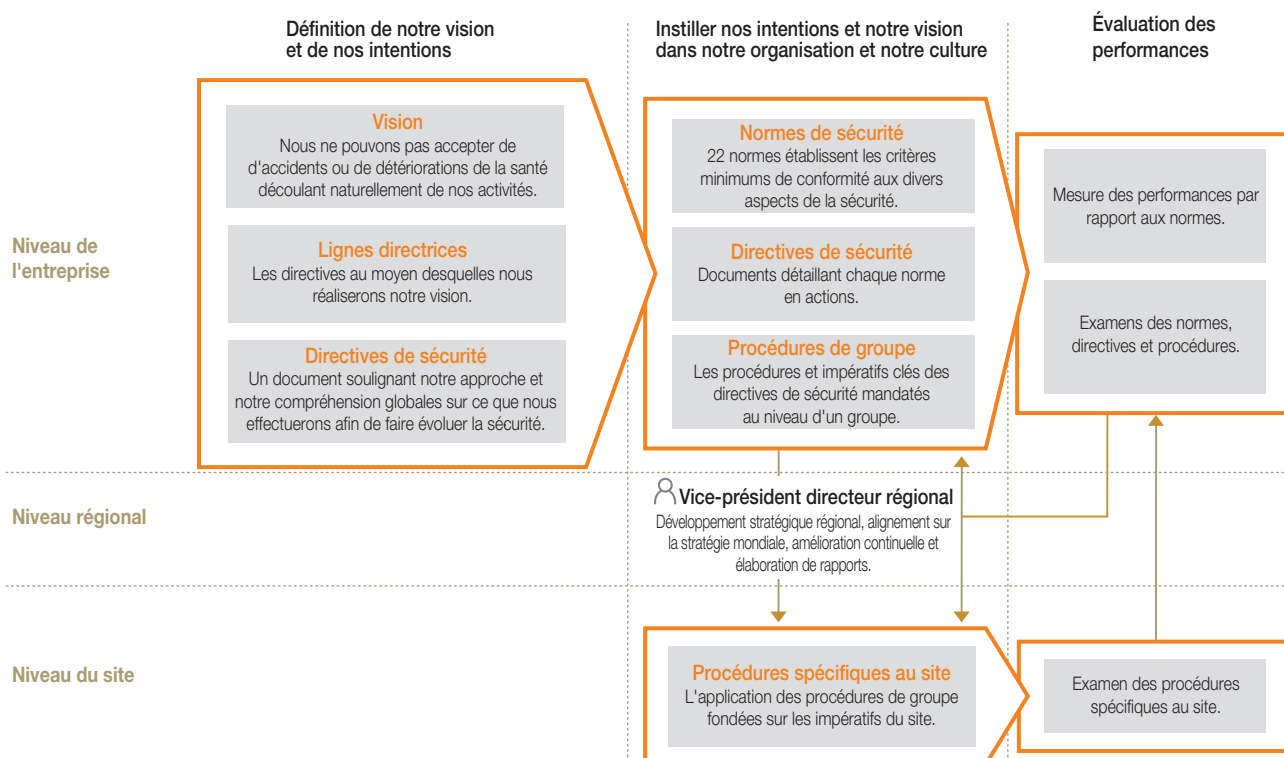 Définition de notre vision
et de nos intentions
Instiller nos intentions et notre vision
dans notre organisation et notre culture
Évaluation des
performances
Niveau de
l'entreprise
Vision
Nous ne pouvons pas accepter de
d'accidents ou de détériorations de la santé
découlant naturellement de nos activités.
Lignes directrices
Les directives au moyen desquelles nous
réaliserons notre vision.
Directives de sécurité
Un document soulignant notre approche et
notre compréhension globales sur ce que nous
effectuerons afin de faire évoluer la sécurité.
Normes de sécurité
22 normes établissent les critères
minimums de conformité aux divers
aspects de la sécurité.
Directives de sécurité
Documents détaillant chaque norme
en actions.
Procédures de groupe
Les procédures et impératifs clés des
directives de sécurité mandatés
au niveau d'un groupe.
Mesure des performances par
rapport aux normes.
Examens des normes,
directives et procédures.
Niveau régional
Vice-président directeur régional
Développement stratégique régional, alignement sur
la stratégie mondiale, amélioration continuelle et
élaboration de rapports.
Niveau du site
Procédures spécifiques au site
L'application des procédures de groupe
fondées sur les impératifs du site.
Examen des procédures
spécifiques au site.